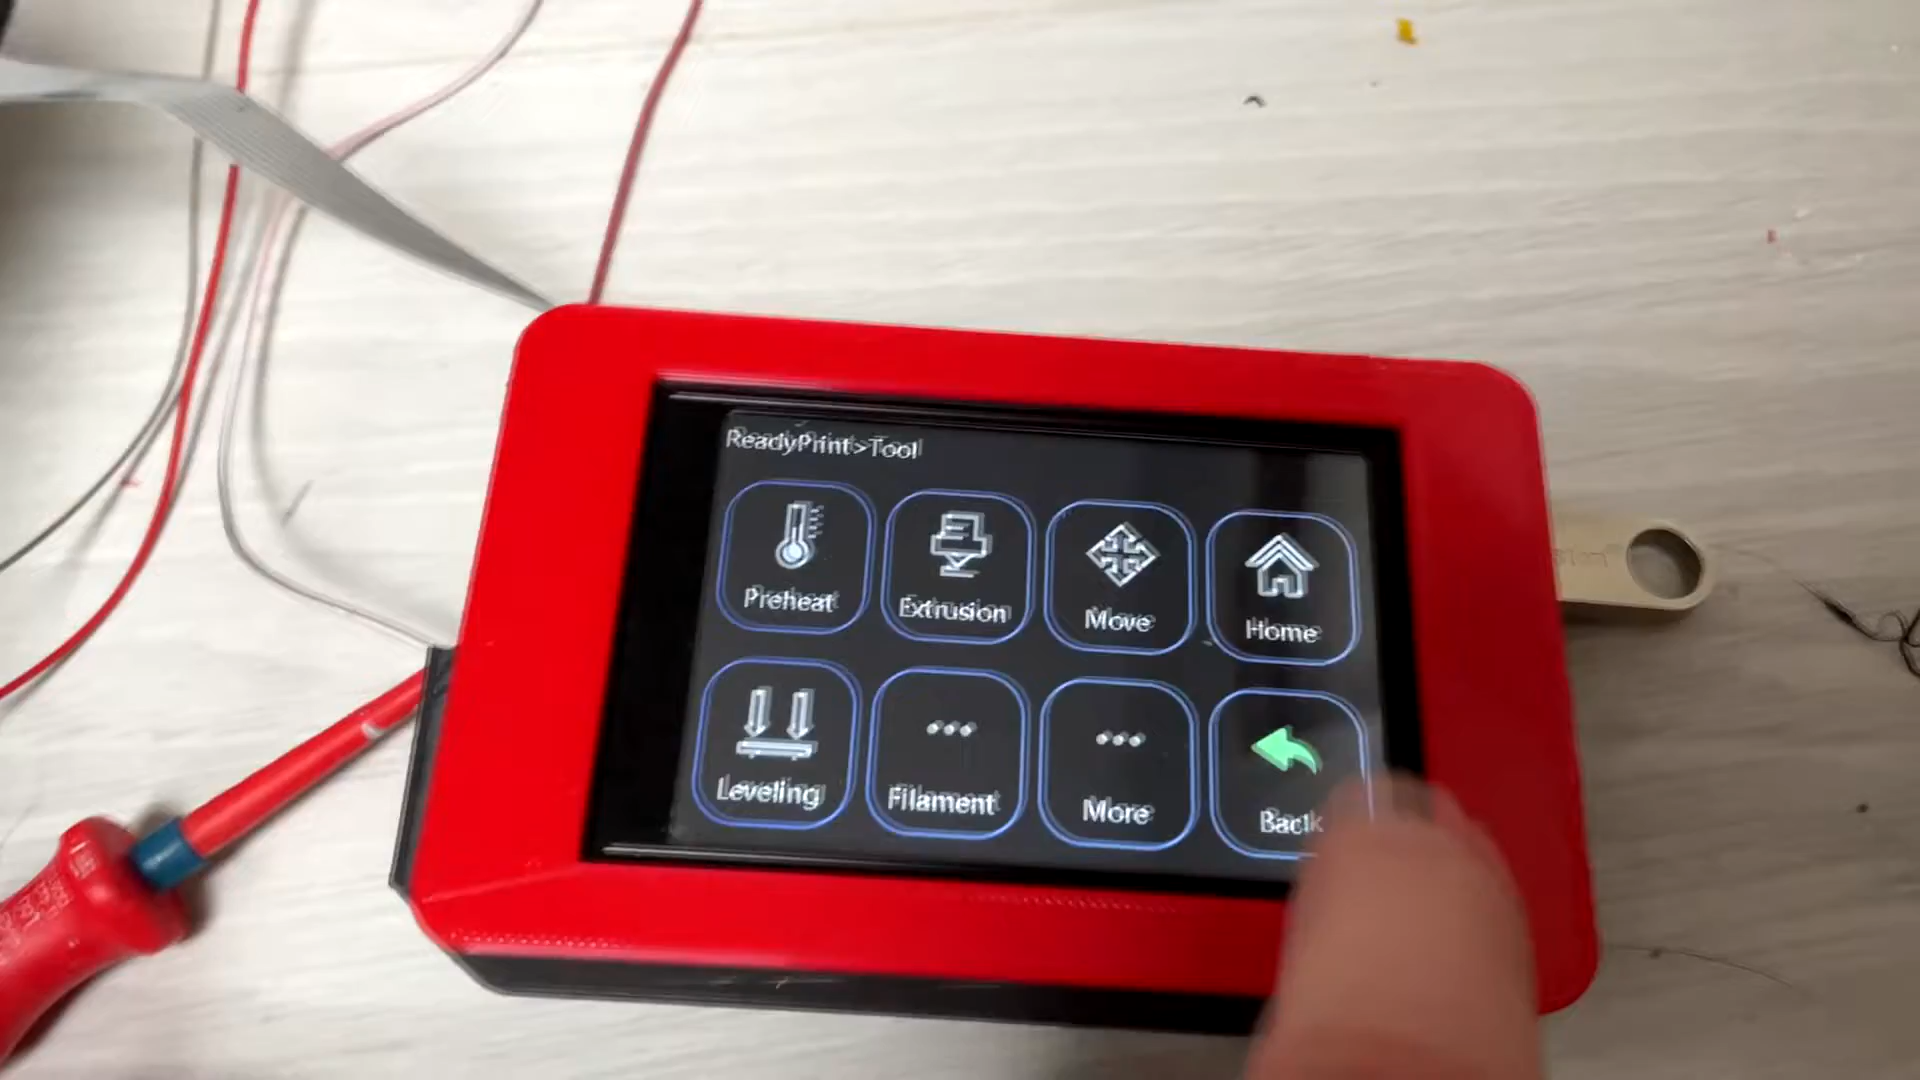 ReadyPrint>Tool
Preheat
Extrusion
Move
Home
Leveling
Filament
More
Back